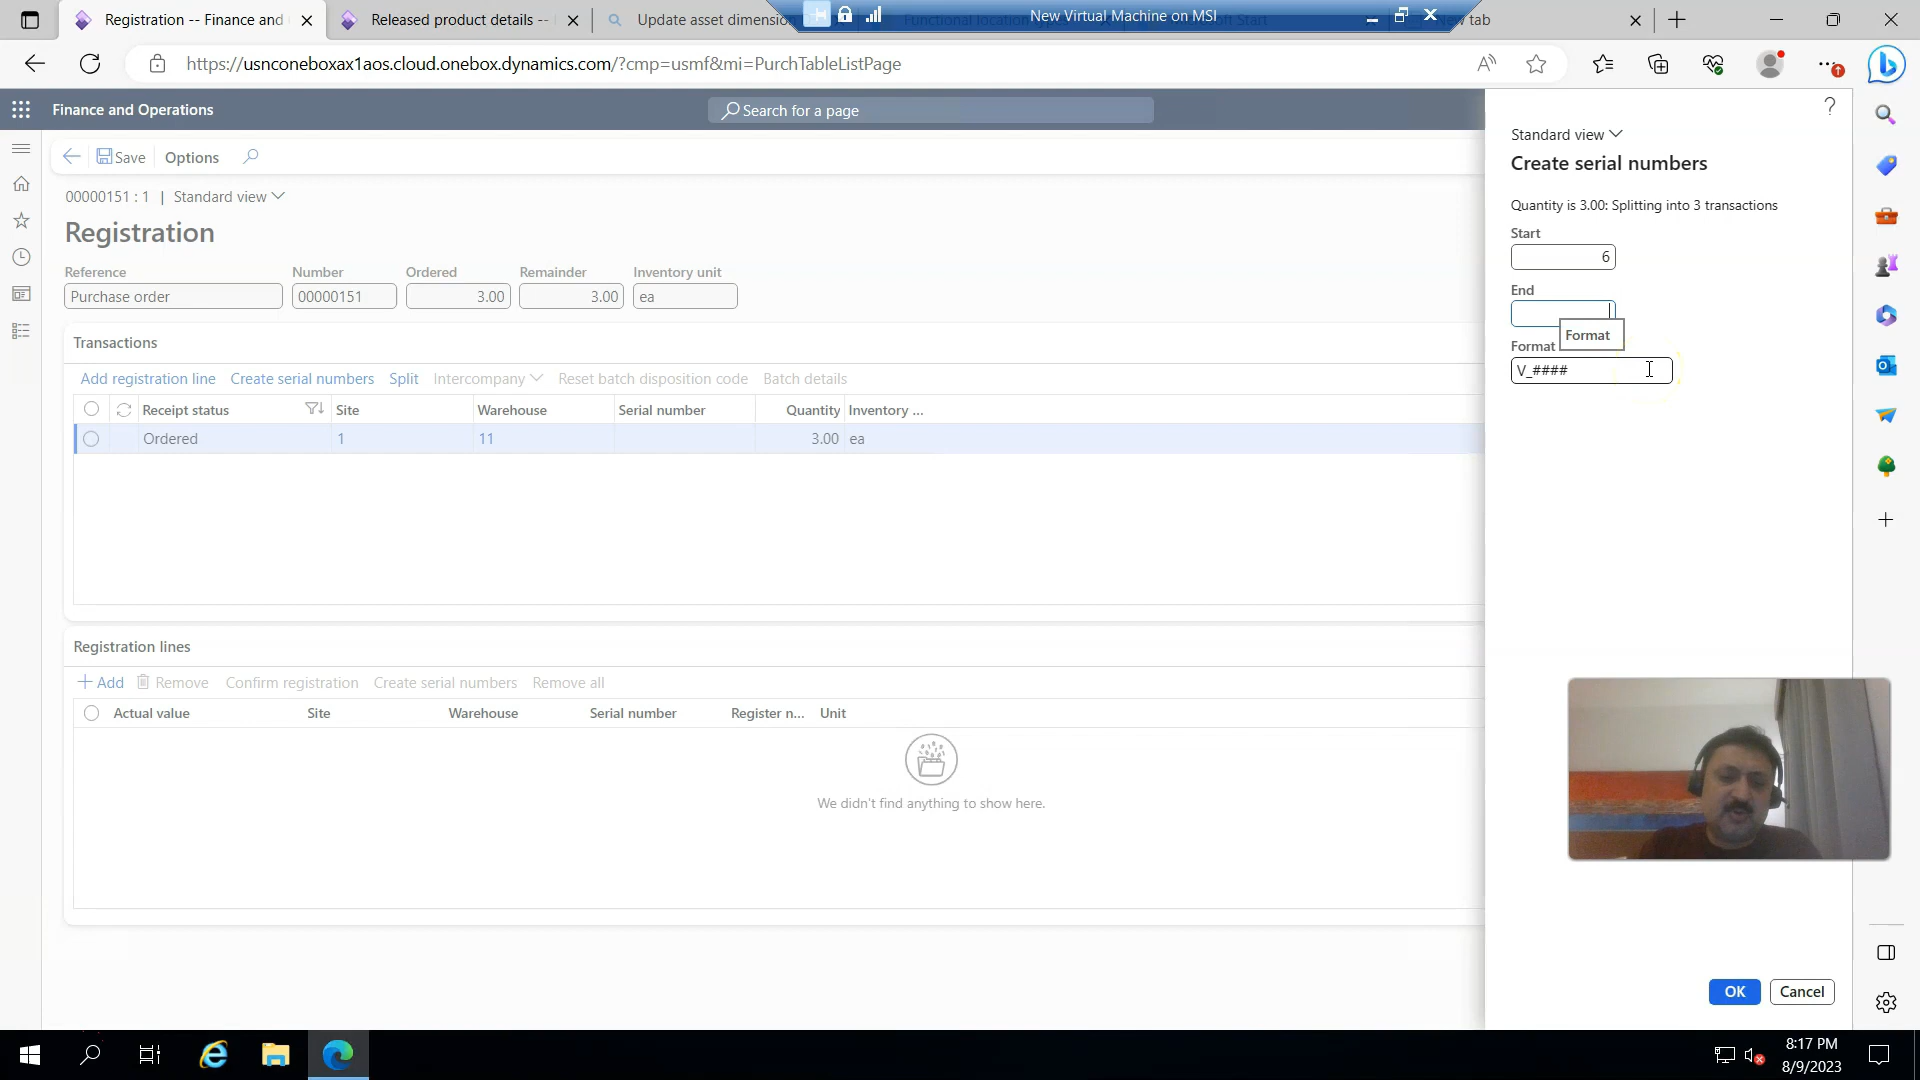 Registration -- Finance and
Released product details --
Update asset dimension
New Virtual Machine on MSI
tab
https://usnconeboxax1aos.cloud.onebox.dynamics.com/?cmp=usmf&mi=PurchTableListPage
Finance and Operations
Search for a page
Save
Options
00000151 : 1 | Standard view
Registration
Reference
Number
Ordered
Remainder
Inventory unit
Purchase order
00000151
3.00
3.00
ea
Transactions
Add registration line
Create serial numbers
Split
Intercompany
Reset batch disposition code
Batch details
Receipt status
Site
Warehouse
Serial number
Quantity
Inventory ...
Ordered
1
11
3.00
ea
Registration lines
+ Add
Remove
Confirm registration
Create serial numbers
Remove all
Actual value
Site
Warehouse
Serial number
Register n...
Unit
We didn't find anything to show here.
?
Standard view
Create serial numbers
Quantity is 3.00: Splitting into 3 transactions
Start
6
End
Format
Format
V_####
OK
Cancel
8:17 PM
8/9/2023